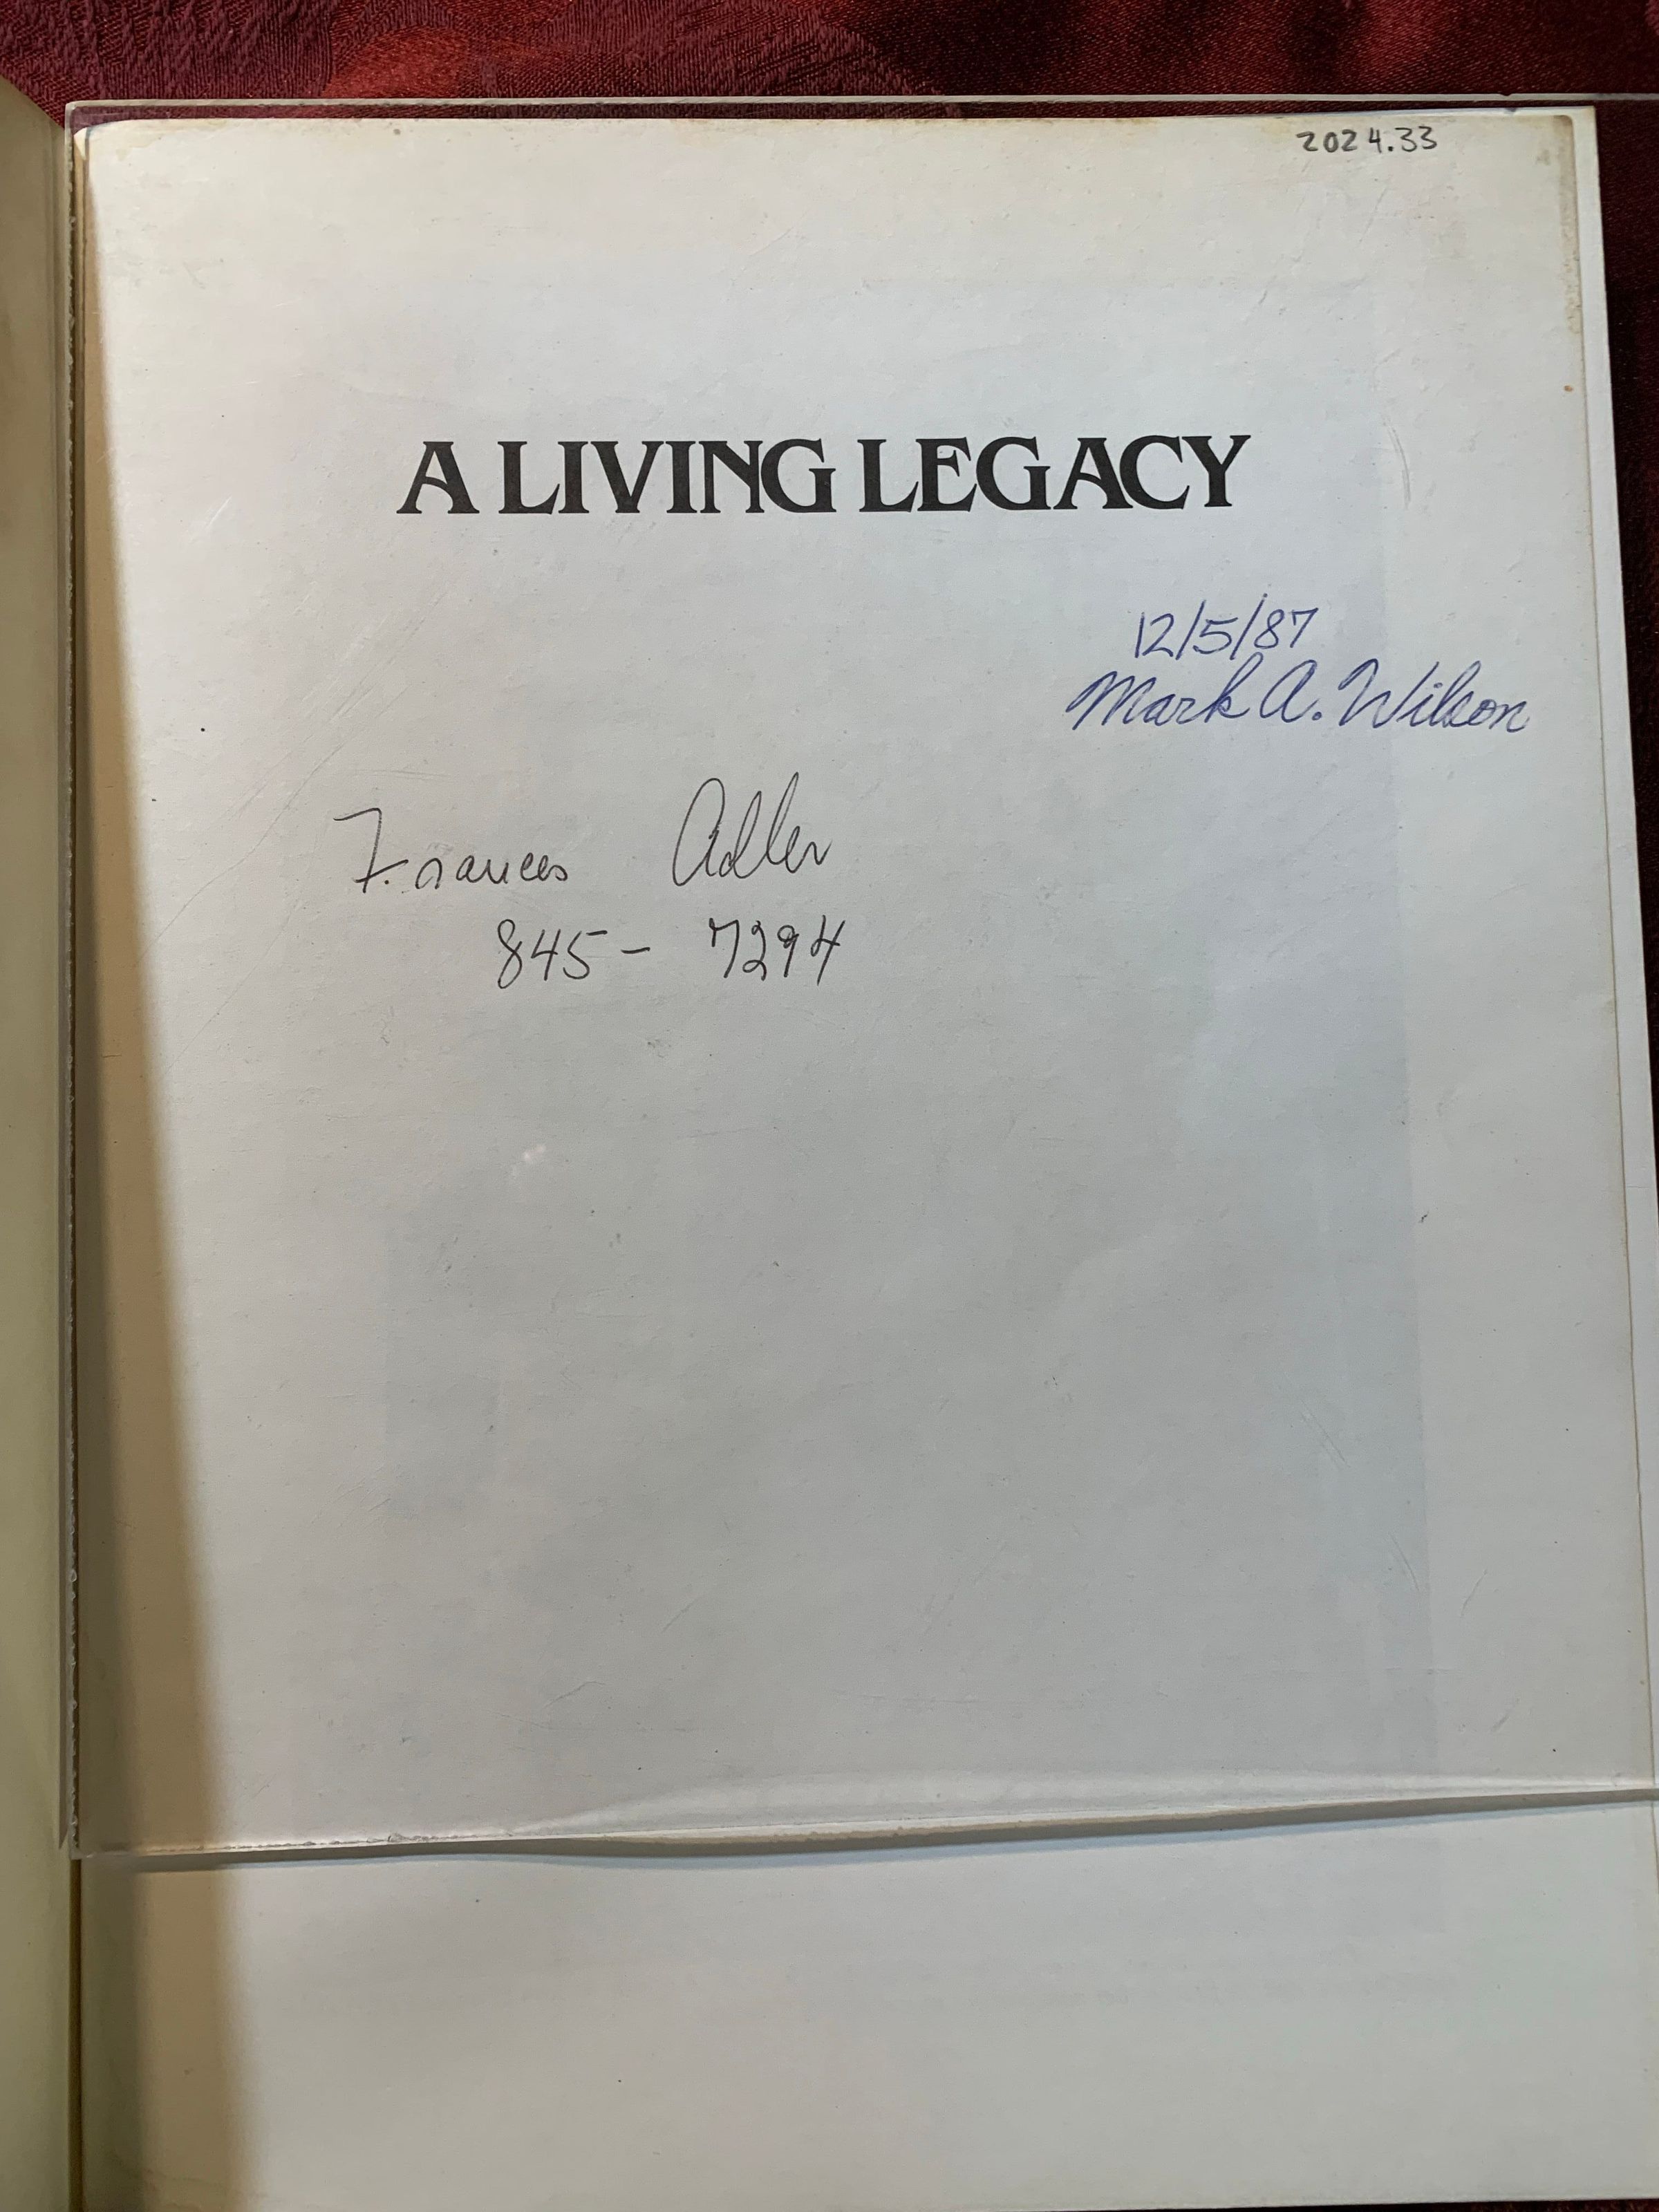 2024.33
A LIVING LEGACY
12/5/87
Mark A. Wilson
Frances Adler
845- 7294